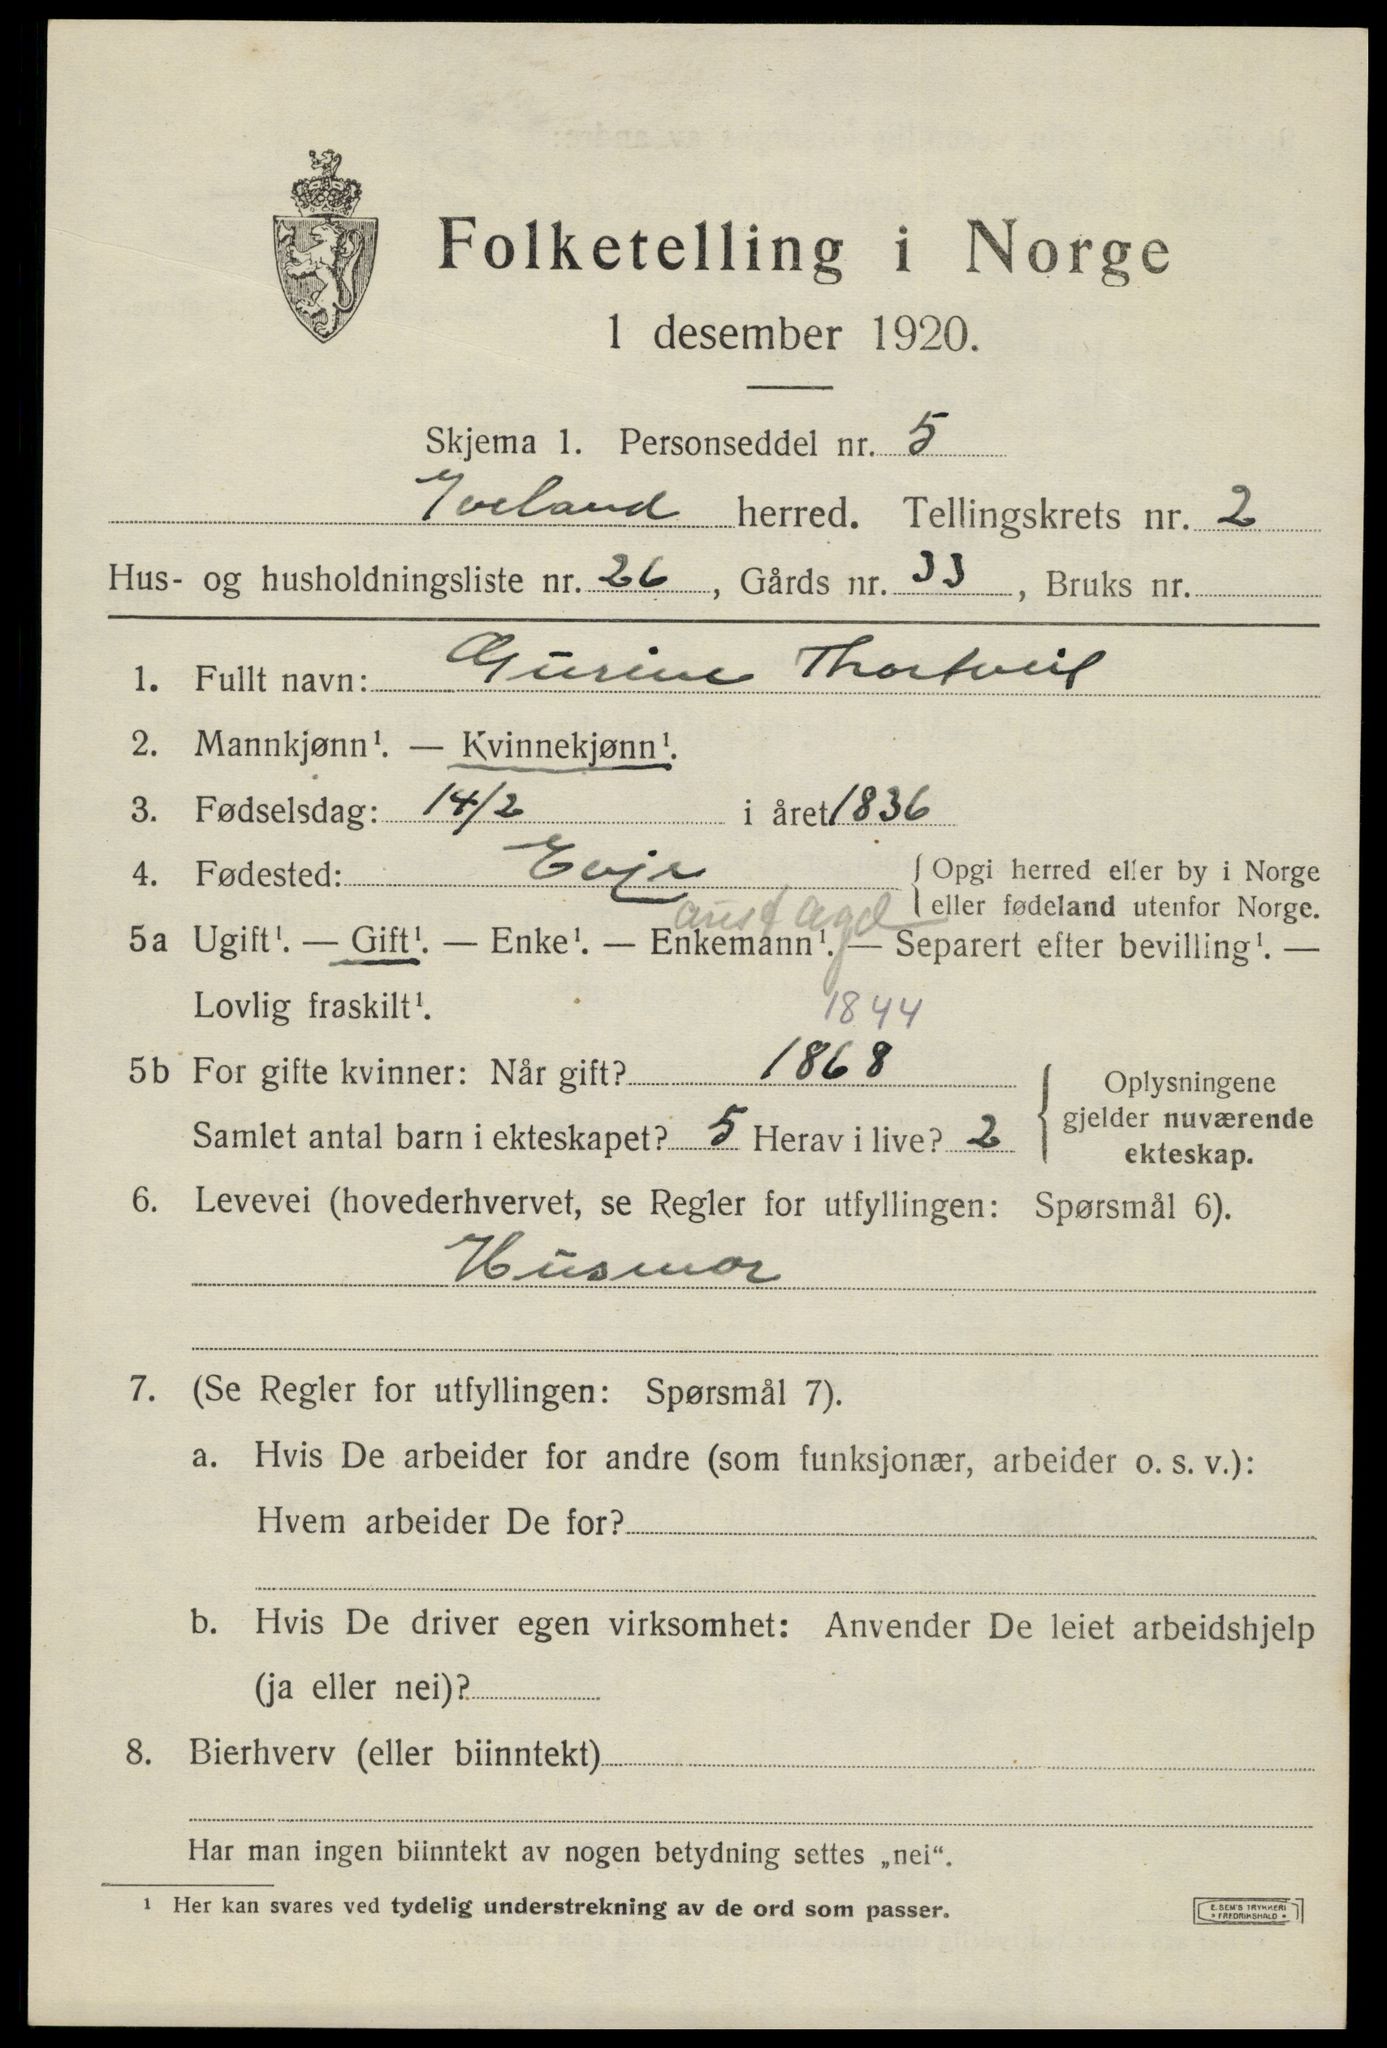 Folketelling i Norge
1 desember 1920.
Skjema 1. Personseddel nr. 5
Iveland herred. Tellingskrets nr. 2
Hus- og husholdningsliste nr. 26, Gårds nr. 33, Bruks nr.
1. Fullt navn: Gurine Thortveit
2. Mannkjønn¹. — Kvinnekjønn¹.
3. Fødselsdag: 14/2 i året 1836
4. Fødested: Evje { Opgi herred eller by i Norge
eller fødeland utenfor Norge.
aust agd
5a Ugift¹. — Gift¹. — Enke¹. — Enkemann¹. — Separert efter bevilling¹. —
Lovlig fraskilt¹.
1844
5b For gifte kvinner: Når gift? 1868
Samlet antal barn i ekteskapet? 5 Herav i live? 2
{ Oplysningene
gjelder nuværende
ekteskap.
6. Levevei (hovederhvervet, se Regler for utfyllingen: Spørsmål 6).
Husmor
7. (Se Regler for utfyllingen: Spørsmål 7).
a. Hvis De arbeider for andre (som funksjonær, arbeider o. s. v.):
Hvem arbeider De for?
b. Hvis De driver egen virksomhet: Anvender De leiet arbeidshjelp
(ja eller nei)?
8. Bierhverv (eller biinntekt)
Har man ingen biinntekt av nogen betydning settes „nei“.
¹ Her kan svares ved tydelig understrekning av de ord som passer.
E. SEM'S TRYKKERI
• FREDRIKSHALD •